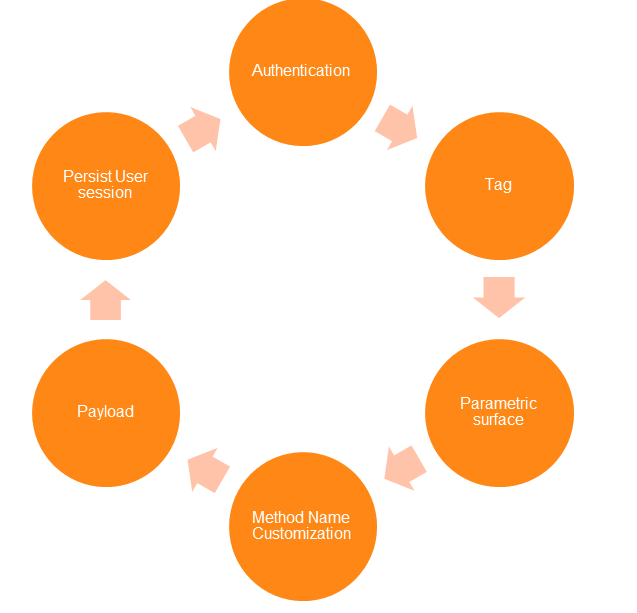 Authentication
Tag
Parametric
surface
Method Name
Customization
Payload
Persist User
session